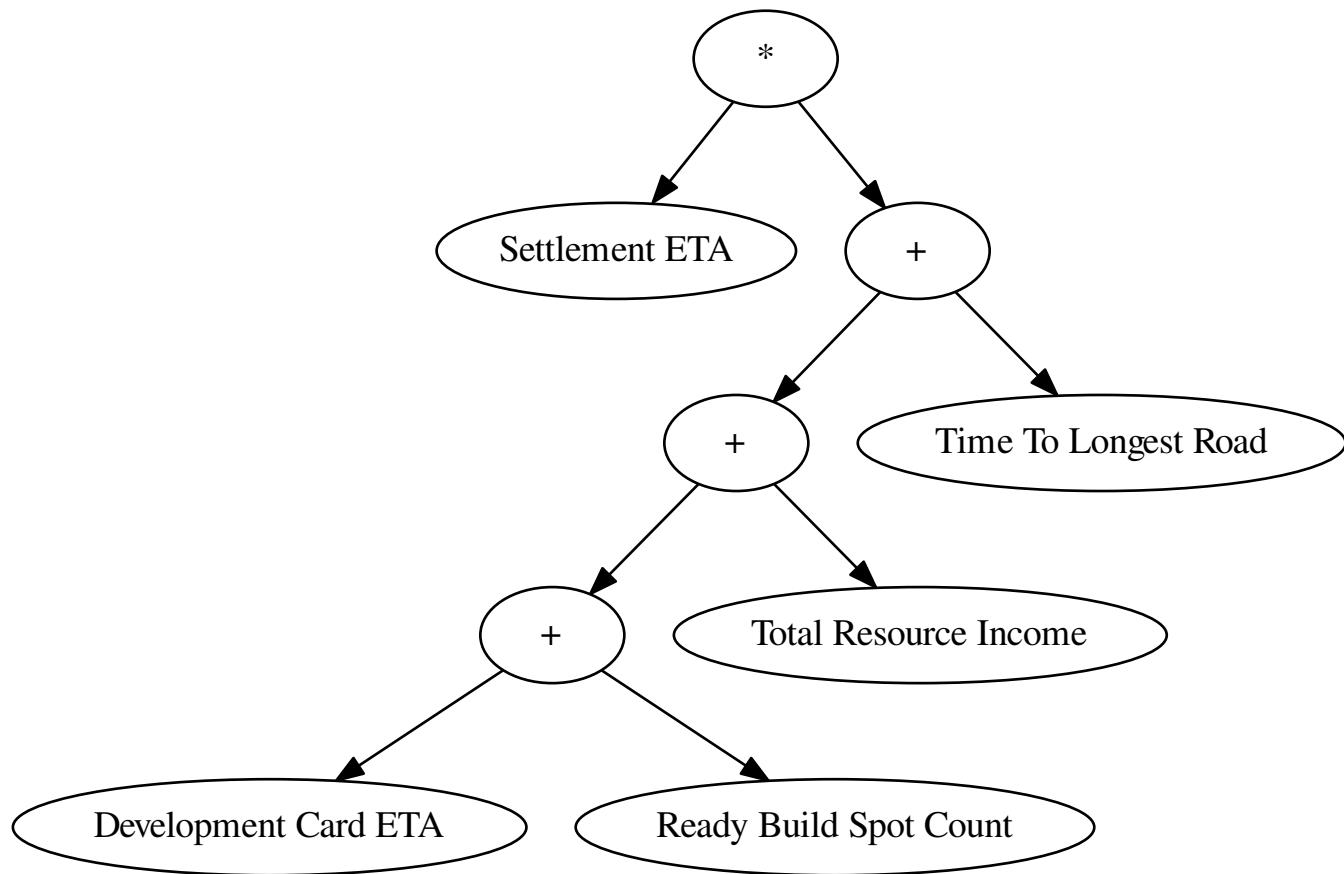 *
Settlement ETA
+
+
Time To Longest Road
+
Total Resource Income
Development Card ETA
Ready Build Spot Count